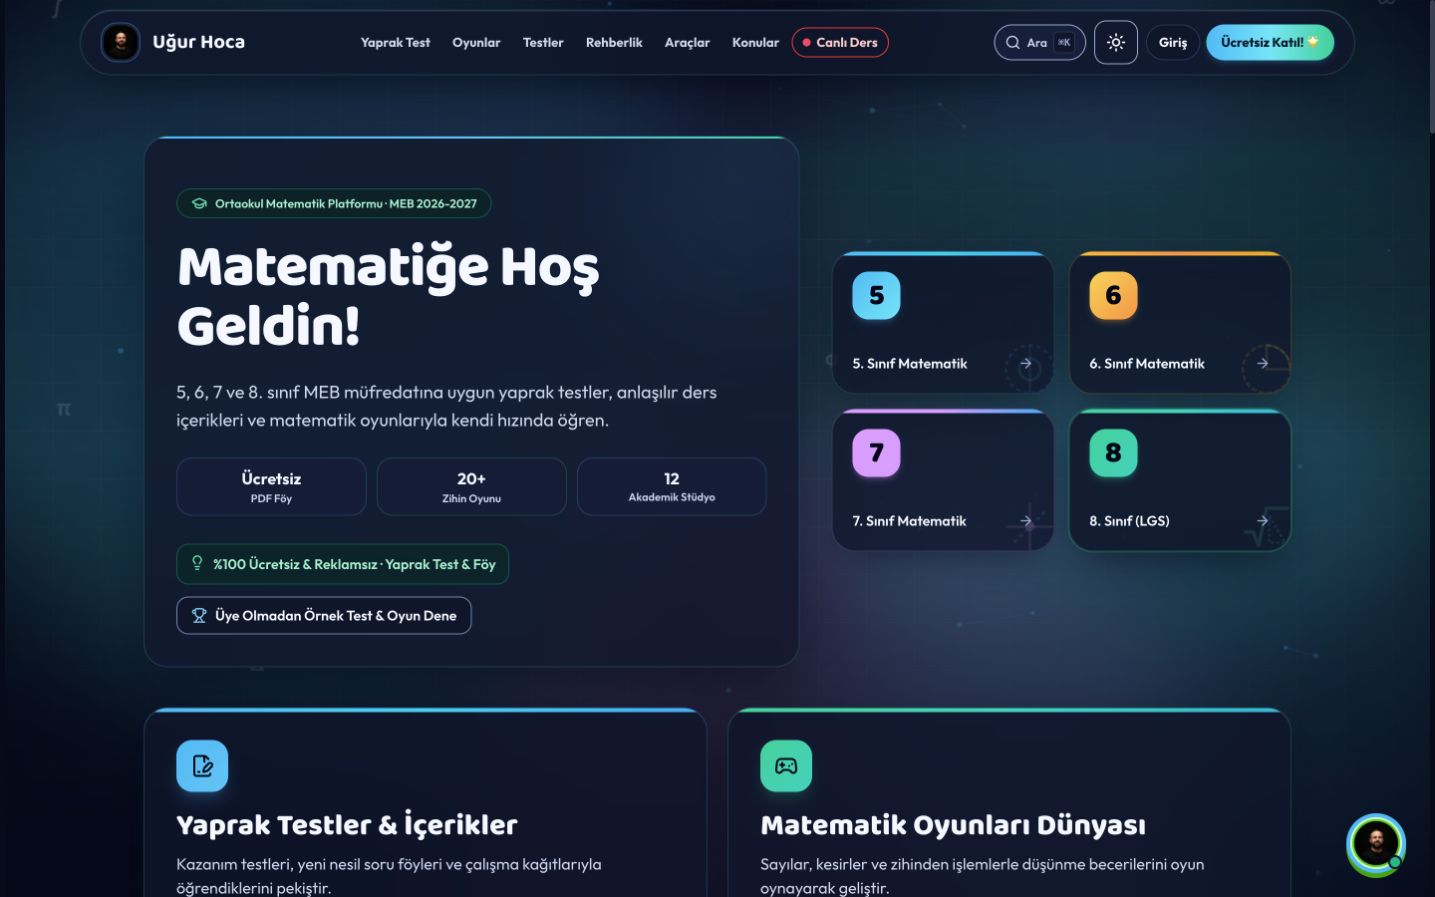 Uğur Hoca
Yaprak Test
Oyunlar
Testler
Rehberlik
Araçlar
Konular
Canlı Ders
Ara
⌘K
Giriş
Ücretsiz Katıl! 🌟
Ortaokul Matematik Platformu · MEB 2026-2027
Matematiğe Hoş
Geldin!
5, 6, 7 ve 8. sınıf MEB müfredatına uygun yaprak testler, anlaşılır ders
içerikleri ve matematik oyunlarıyla kendi hızında öğren.
Ücretsiz
PDF Föy
20+
Zihin Oyunu
12
Akademik Stüdyo
%100 Ücretsiz & Reklamsız · Yaprak Test & Föy
Üye Olmadan Örnek Test & Oyun Dene
5
5. Sınıf Matematik
6
6. Sınıf Matematik
7
7. Sınıf Matematik
8
8. Sınıf (LGS)
π
Yaprak Testler & İçerikler
Kazanım testleri, yeni nesil soru föyleri ve çalışma kağıtlarıyla
öğrendiklerini pekiştir.
Matematik Oyunları Dünyası
Sayılar, kesirler ve zihinden işlemlerle düşünme becerilerini oyun
oynayarak geliştir.